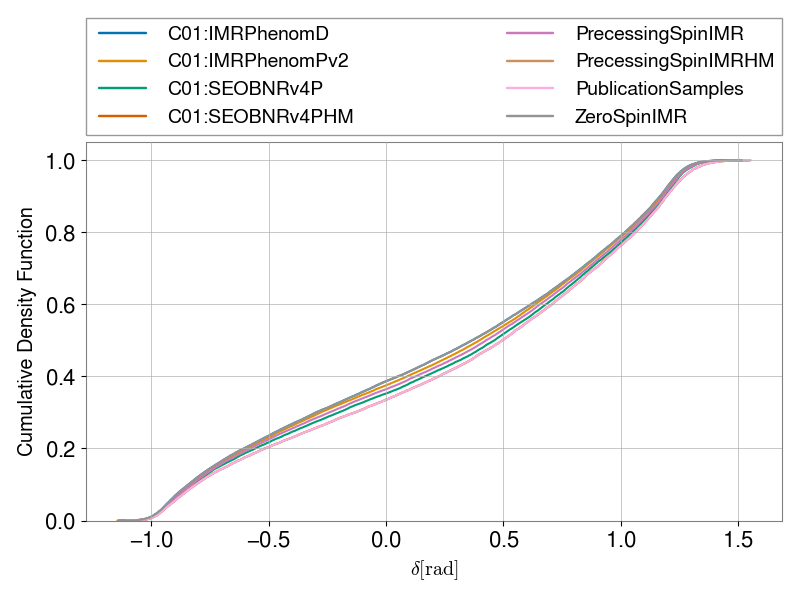 C01:IMRPhenomD
C01:IMRPhenomPv2
C01:SEOBNRv4P
C01:SEOBNRv4PHM
PrecessingSpinIMR
PrecessingSpinIMRHM
PublicationSamples
ZeroSpinIMR
Cumulative Density Function
1.0
0.8
0.6
0.4
0.2
0.0
−1.0 −0.5 0.0 0.5 1.0 1.5
δ[rad]